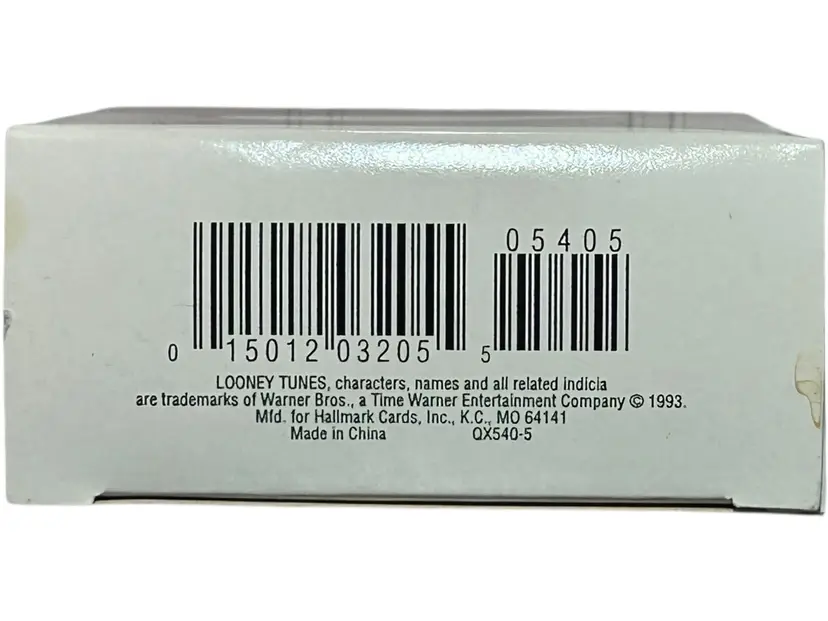 05405
0 15012 03205 5
LOONEY TUNES, characters, names and all related indicia
are trademarks of Warner Bros., a Time Warner Entertainment Company © 1993.
Mfd. for Hallmark Cards, Inc., K.C., MO 64141
Made in China QX540-5